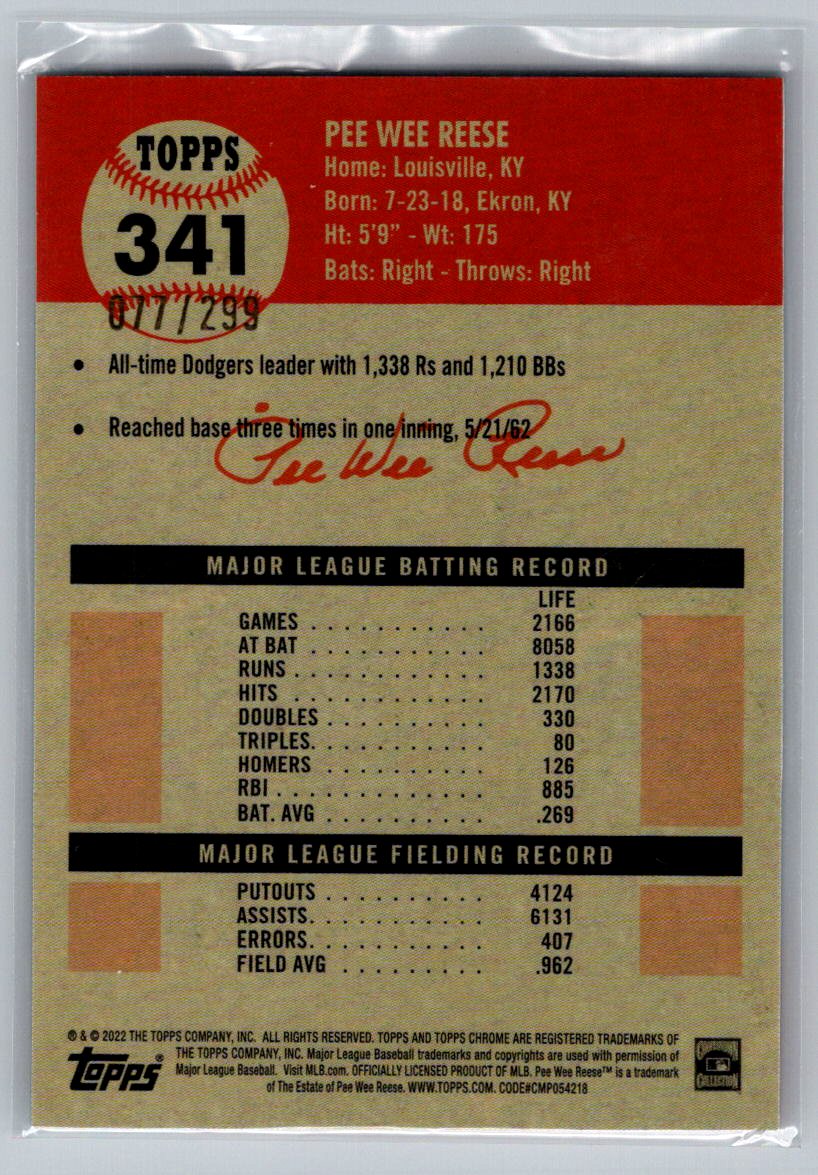 TOPPS
341
077/299
PEE WEE REESE
Home: Louisville, KY
Born: 7-23-18, Ekron, KY
Ht: 5'9" - Wt: 175
Bats: Right - Throws: Right
• All-time Dodgers leader with 1,338 Rs and 1,210 BBs
• Reached base three times in one inning, 5/21/62
Pee Wee Reese
MAJOR LEAGUE BATTING RECORD
LIFE
GAMES . . . . . . . . . . . 2166
AT BAT . . . . . . . . . . . 8058
RUNS . . . . . . . . . . . . 1338
HITS . . . . . . . . . . . . 2170
DOUBLES . . . . . . . . . . 330
TRIPLES. . . . . . . . . . . 80
HOMERS . . . . . . . . . . 126
RBI . . . . . . . . . . . . . 885
BAT. AVG . . . . . . . . . . .269
MAJOR LEAGUE FIELDING RECORD
PUTOUTS . . . . . . . . . . 4124
ASSISTS. . . . . . . . . . . 6131
ERRORS. . . . . . . . . . . 407
FIELD AVG . . . . . . . . . .962
® & © 2022 THE TOPPS COMPANY, INC. ALL RIGHTS RESERVED. TOPPS AND TOPPS CHROME ARE REGISTERED TRADEMARKS OF
THE TOPPS COMPANY, INC. Major League Baseball trademarks and copyrights are used with permission of
Major League Baseball. Visit MLB.com. OFFICIALLY LICENSED PRODUCT OF MLB. Pee Wee Reese™ is a trademark
of The Estate of Pee Wee Reese. WWW.TOPPS.COM. CODE#CMP054218
topps®
COOPERSTOWN
COLLECTION